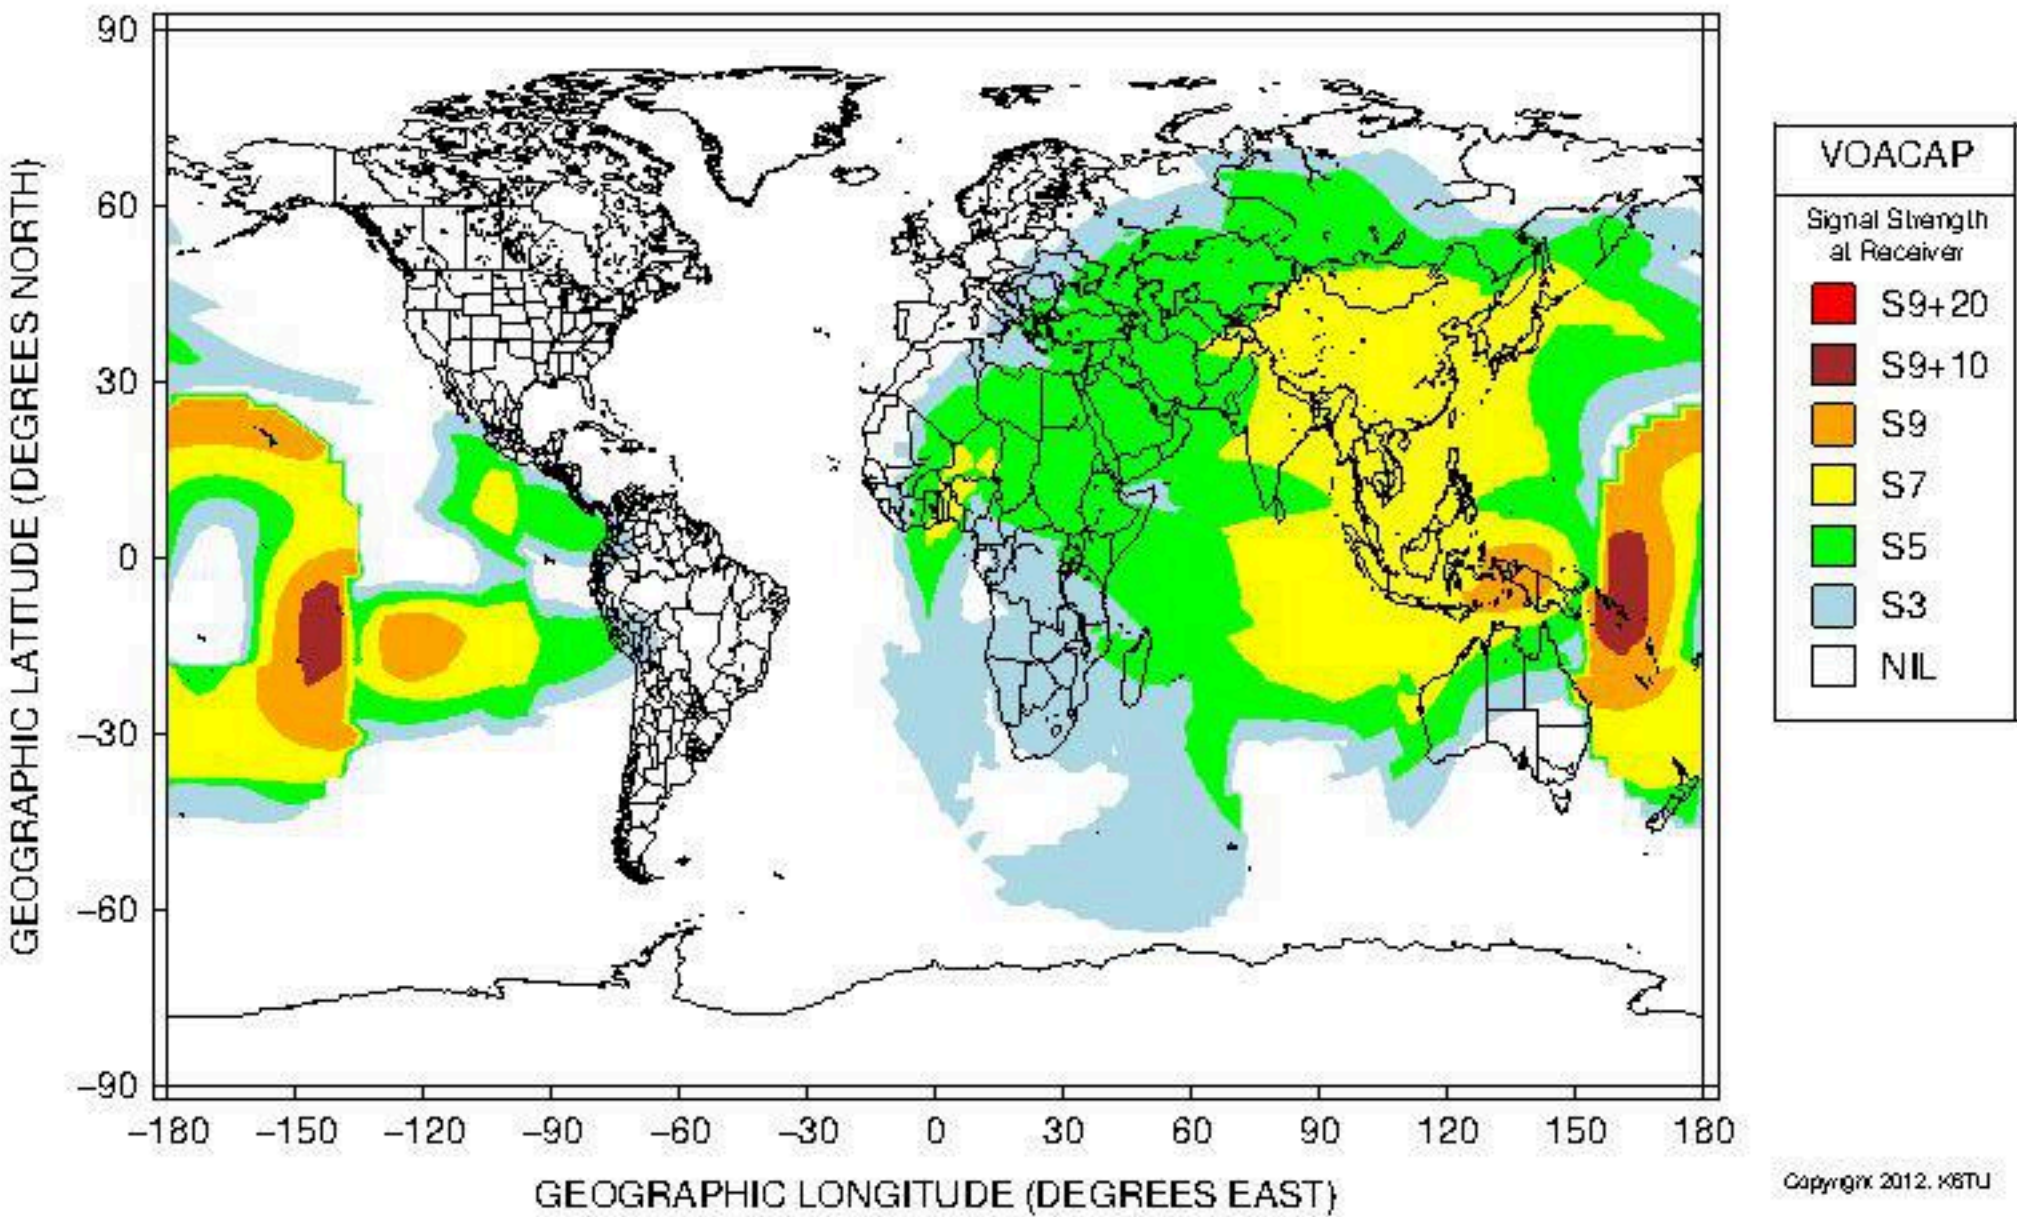 90
60
30
0
−30
−60
−90
GEOGRAPHIC LATITUDE (DEGREES NORTH)
−180 −150 −120 −90 −60 −30 0 30 60 90 120 150 180
GEOGRAPHIC LONGITUDE (DEGREES EAST)
VOACAP
Signal Strength
at Receiver
S9+20
S9+10
S9
S7
S5
S3
NIL
Copyright 2012. K6TU